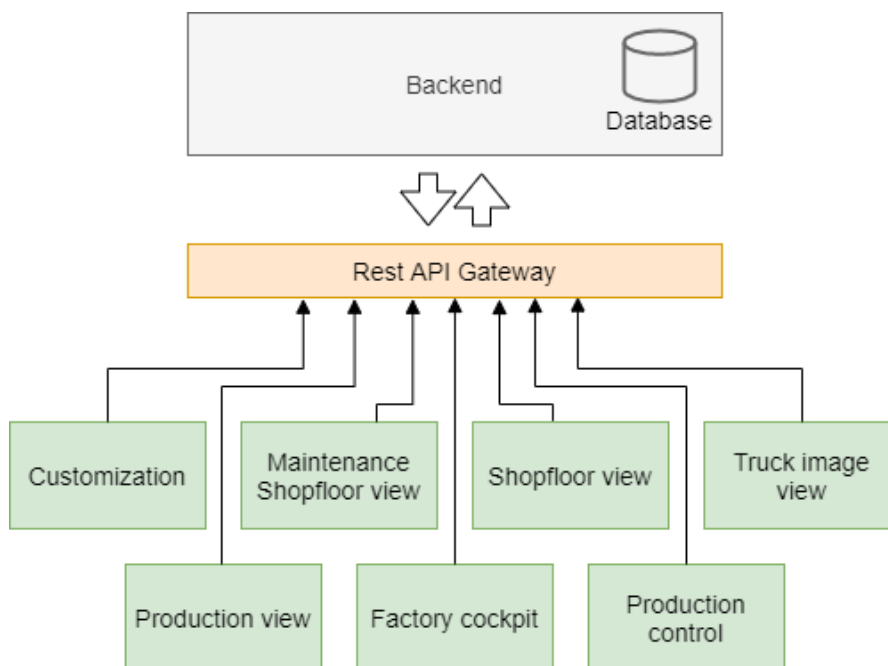 Backend
Database
Rest API Gateway
Customization
Maintenance
Shopfloor view
Shopfloor view
Truck image
view
Production view
Factory cockpit
Production
control